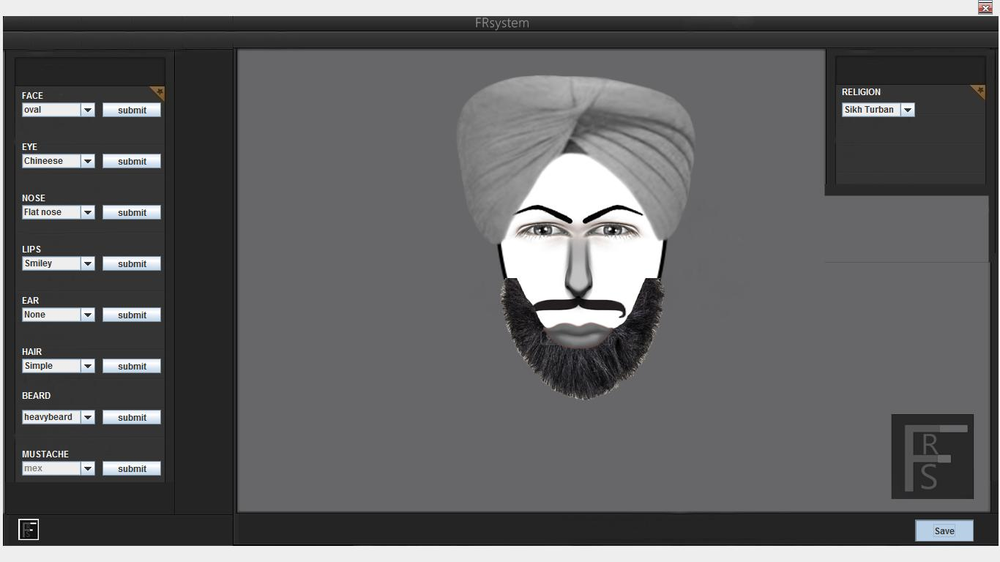 FRsystem
FACE
oval
submit
EYE
Chineese
submit
NOSE
Flat nose
submit
LIPS
Smiley
submit
EAR
None
submit
HAIR
Simple
submit
BEARD
heavybeard
submit
MUSTACHE
mex
submit
RELIGION
Sikh Turban
F
R
S
FRS
Save